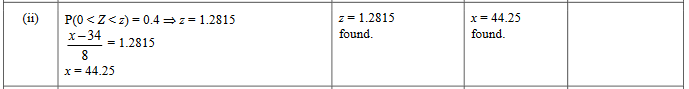 (ii)
P(0 < Z < z) = 0.4 ⇒ z = 1.2815
x – 34
8
= 1.2815
x = 44.25
z = 1.2815
found.
x = 44.25
found.